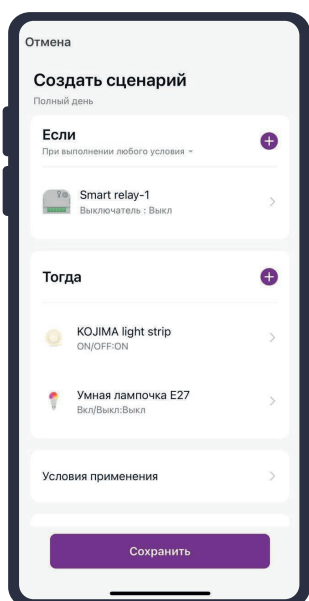 Отмена
Создать сценарий
Полный день
Если
При выполнении любого условия
Smart relay-1
Выключатель : Выкл
Тогда
KOJIMA light strip
ON/OFF:ON
Умная лампочка E27
Вкл/Выкл:Выкл
Условия применения
Сохранить